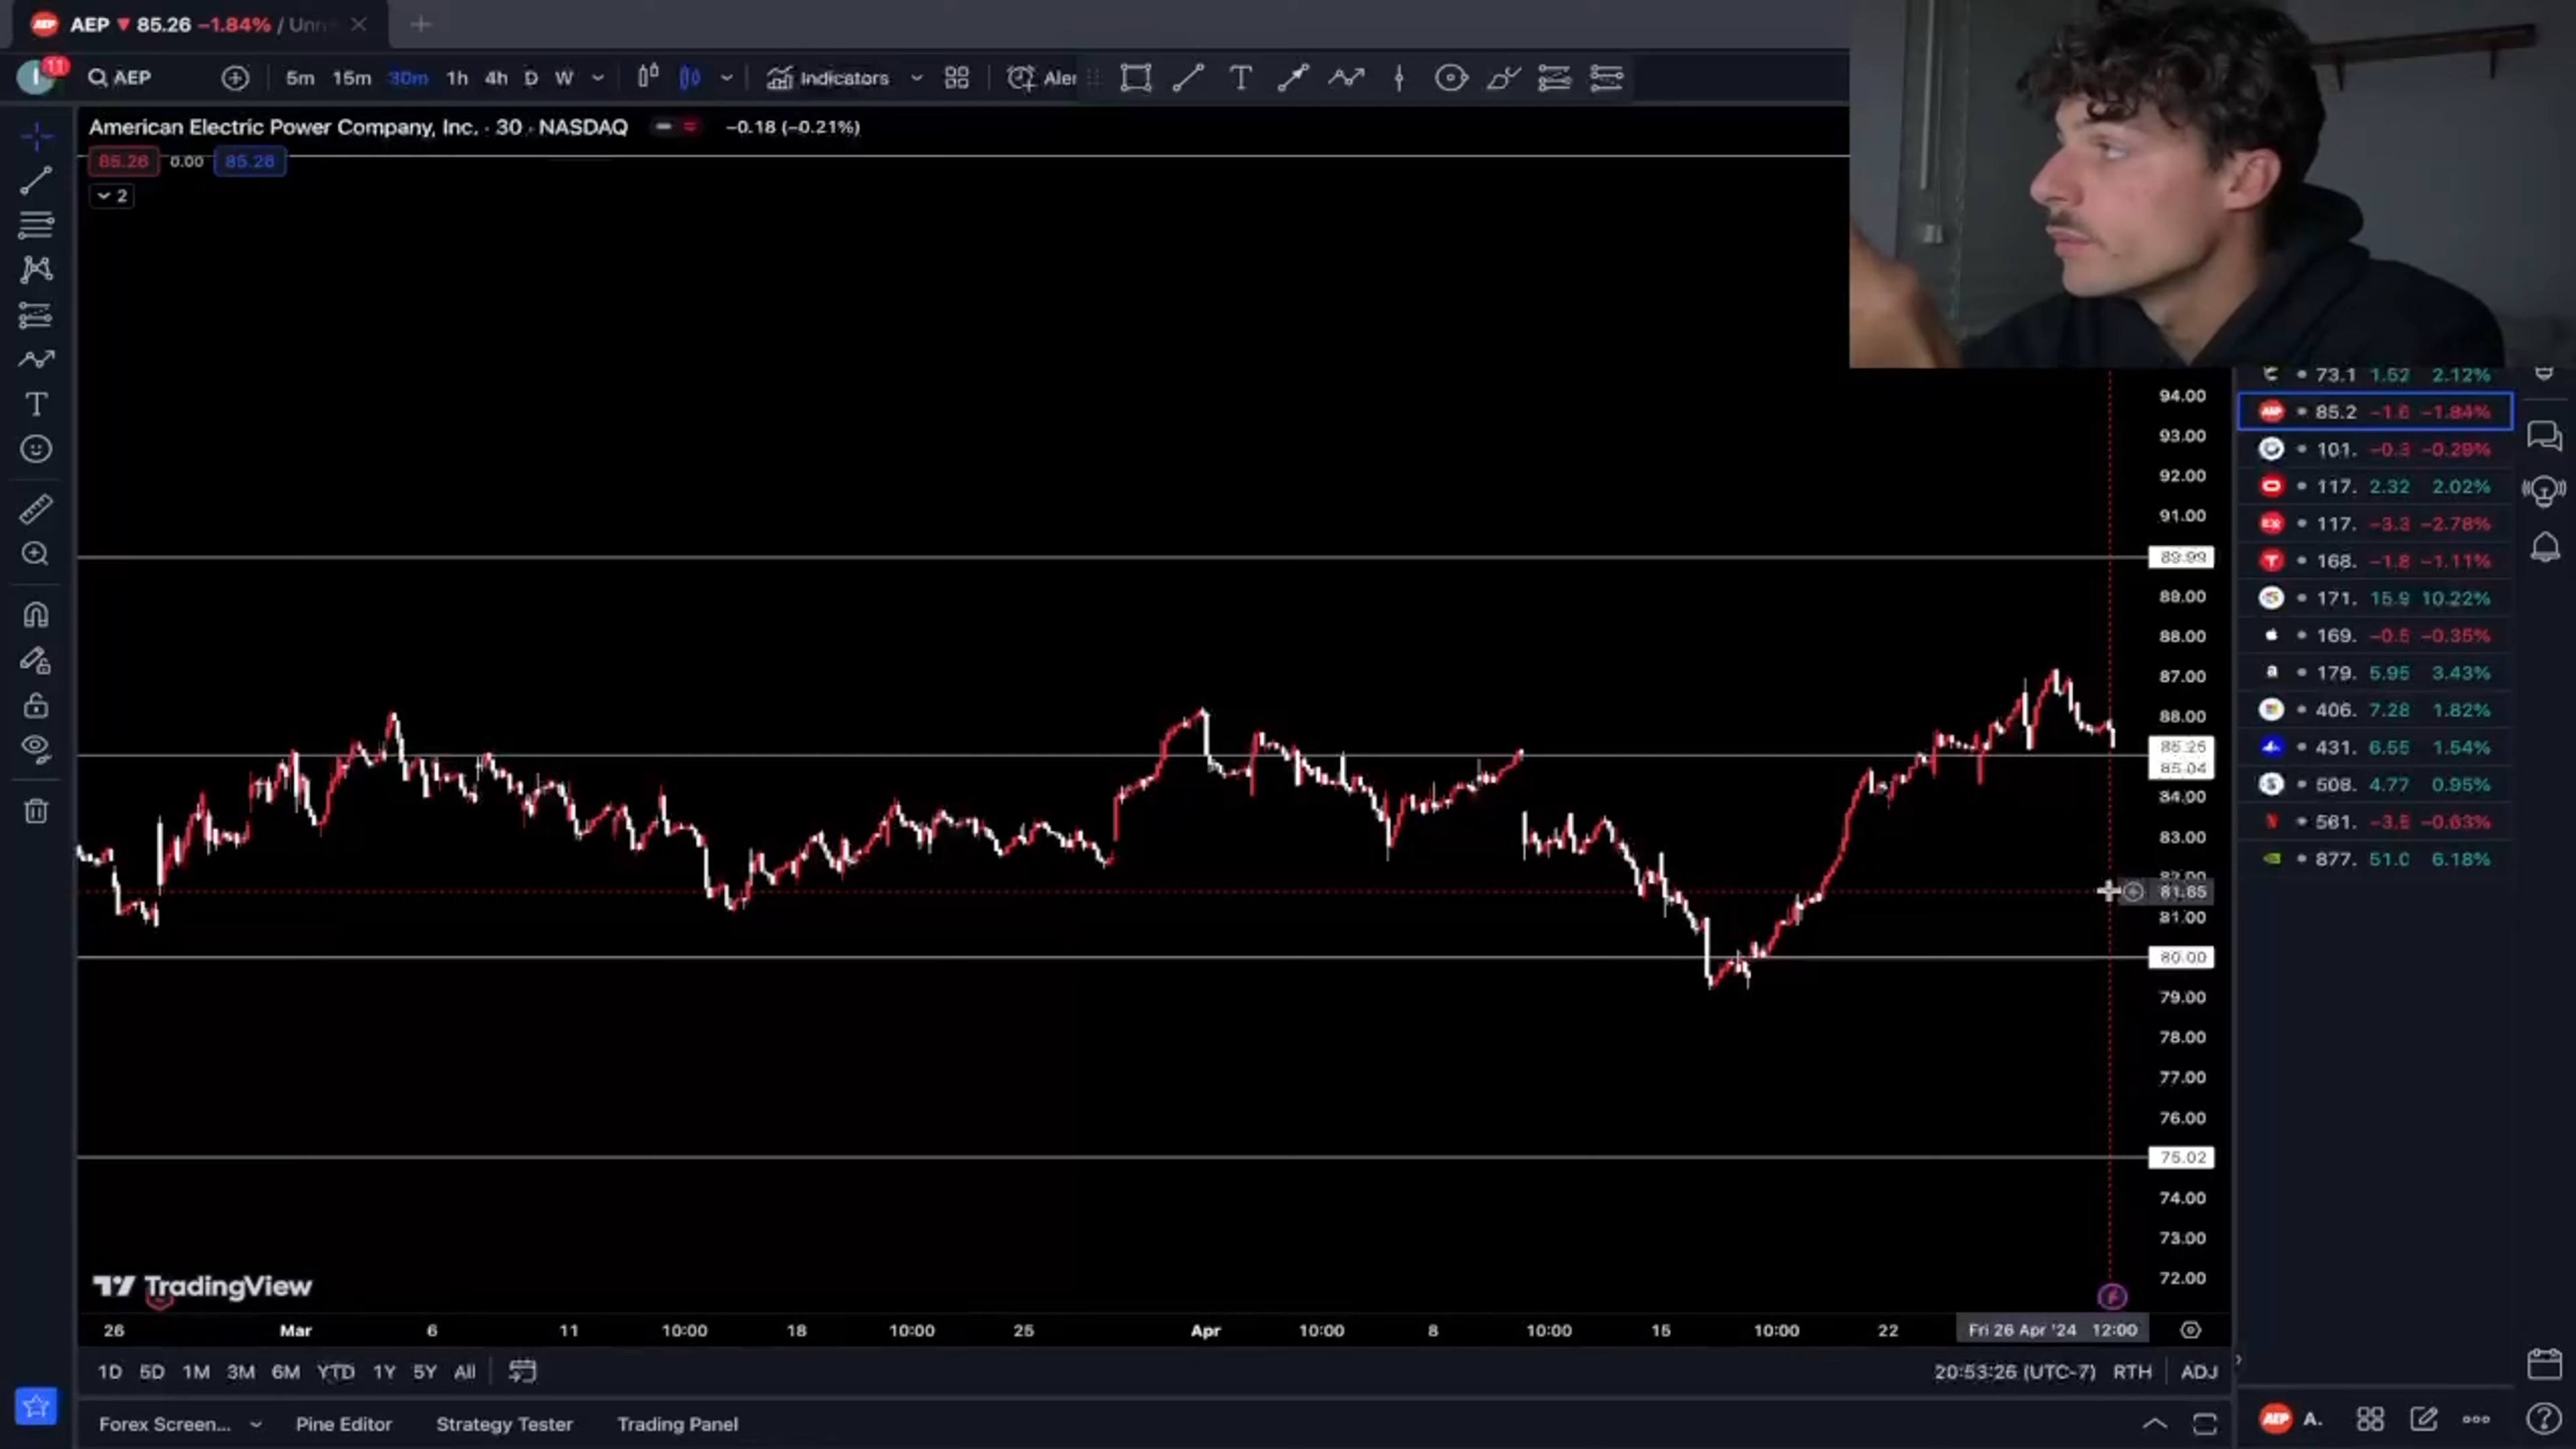 AEP ▼ 85.26 −1.84% / Unn
11
AEP 5m 15m 30m 1h 4h D W Indicators Aler
American Electric Power Company, Inc. · 30 · NASDAQ −0.18 (−0.21%)
85.26 0.00 85.26
2
73.1 1.52 2.12%
94.00
AEP 85.2 −1.6 −1.84%
93.00
101. −0.3 −0.29%
92.00
117. 2.32 2.02%
91.00
117. −3.3 −2.78%
89.99
168. −1.8 −1.11%
171. 15.9 10.22%
88.00
169. −0.5 −0.35%
87.00
179. 5.95 3.43%
406. 7.28 1.82%
85.25
431. 6.55 1.54%
85.04
508. 4.77 0.95%
84.00
561. −3.5 −0.63%
83.00
877. 51.0 6.18%
82.00
81.65
81.00
80.00
79.00
78.00
77.00
76.00
75.02
74.00
73.00
72.00
TradingView
26 Mar 6 11 10:00 18 10:00 25 Apr 10:00 8 10:00 15 10:00 22 Fri 26 Apr '24 12:00
1D 5D 1M 3M 6M YTD 1Y 5Y All 20:53:26 (UTC-7) RTH ADJ
Forex Screen... Pine Editor Strategy Tester Trading Panel AEP A.